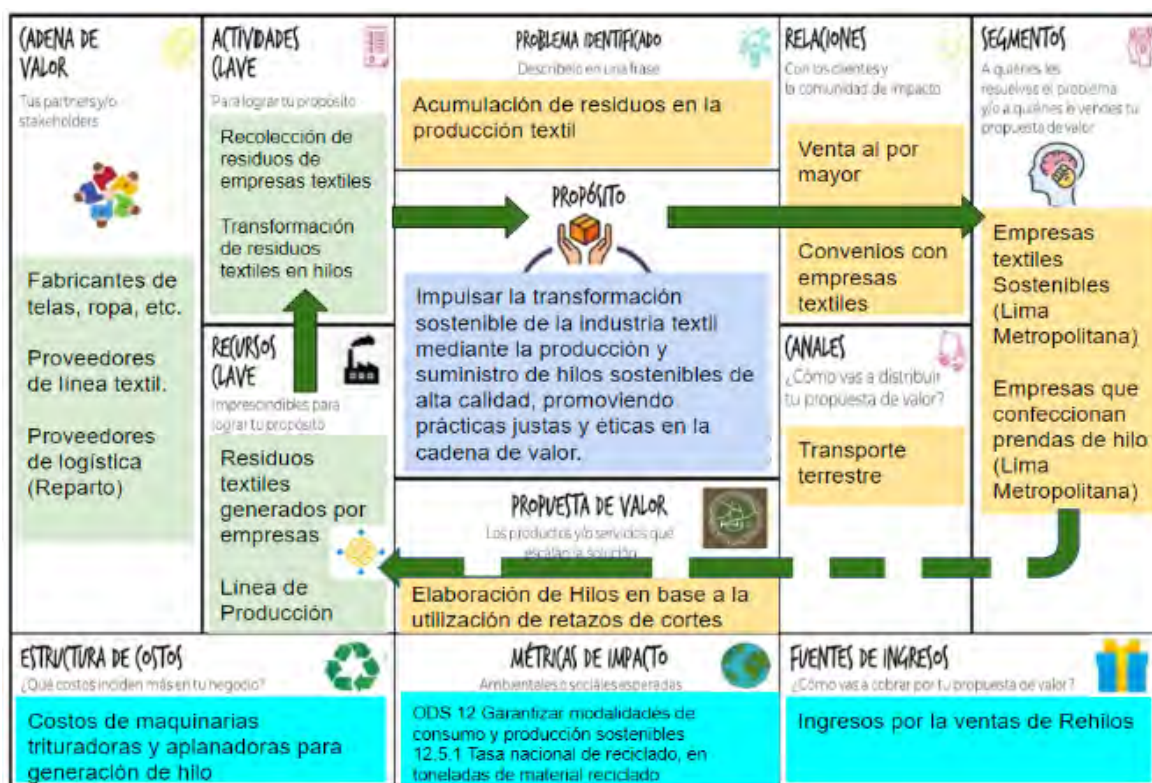 CADENA DE
VALOR
Tus partners y/o
stakeholders
Fabricantes de
telas, ropa, etc.
Proveedores
de línea textil.
Proveedores
de logística
(Reparto)
ACTIVIDADES
CLAVE
Para lograr tu propósito
Recolección de
residuos de
empresas textiles
Transformación
de residuos
textiles en hilos
RECURSOS
CLAVE
Imprescindibles para
lograr tu propósito
Residuos
textiles
generados por
empresas
Línea de
Producción
PROBLEMA IDENTIFICADO
Descríbelo en una frase
Acumulación de residuos en la
producción textil
PROPÓSITO
Impulsar la transformación
sostenible de la industria textil
mediante la producción y
suministro de hilos sostenibles de
alta calidad, promoviendo
prácticas justas y éticas en la
cadena de valor.
PROPUESTA DE VALOR
Los productos y/o servicios que
escalan la solución
Elaboración de Hilos en base a la
utilización de retazos de cortes
RELACIONES
Con los clientes y
la comunidad de impacto
Venta al por
mayor
Convenios con
empresas
textiles
CANALES
¿Cómo vas a distribuir
tu propuesta de valor?
Transporte
terrestre
SEGMENTOS
A quiénes les
resuelves el problema
y/o a quiénes le vendes tu
propuesta de valor
Empresas
textiles
Sostenibles
(Lima
Metropolitana)
Empresas que
confeccionan
prendas de hilo
(Lima
Metropolitana)
ESTRUCTURA DE COSTOS
¿Qué costos inciden más en tu negocio?
Costos de maquinarias
trituradoras y aplanadoras para
generación de hilo
MÉTRICAS DE IMPACTO
Ambientales o sociales esperadas
ODS 12 Garantizar modalidades de
consumo y producción sostenibles
12.5.1 Tasa nacional de reciclado, en
toneladas de material reciclado
FUENTES DE INGRESOS
¿Cómo vas a cobrar por tu propuesta de valor?
Ingresos por la ventas de Rehilos